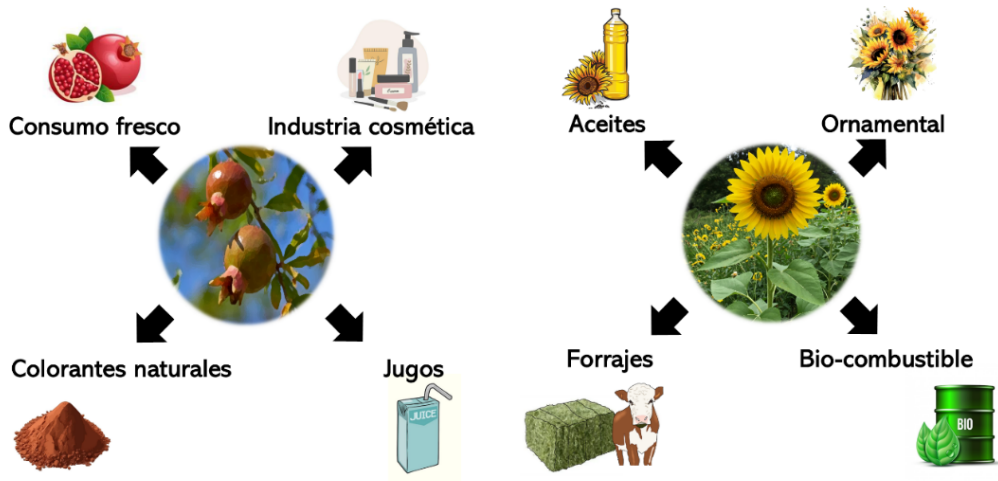 Consumo fresco
Industria cosmética
Aceites
Ornamental
Colorantes naturales
Jugos
JUICE
Forrajes
Bio-combustible
BIO